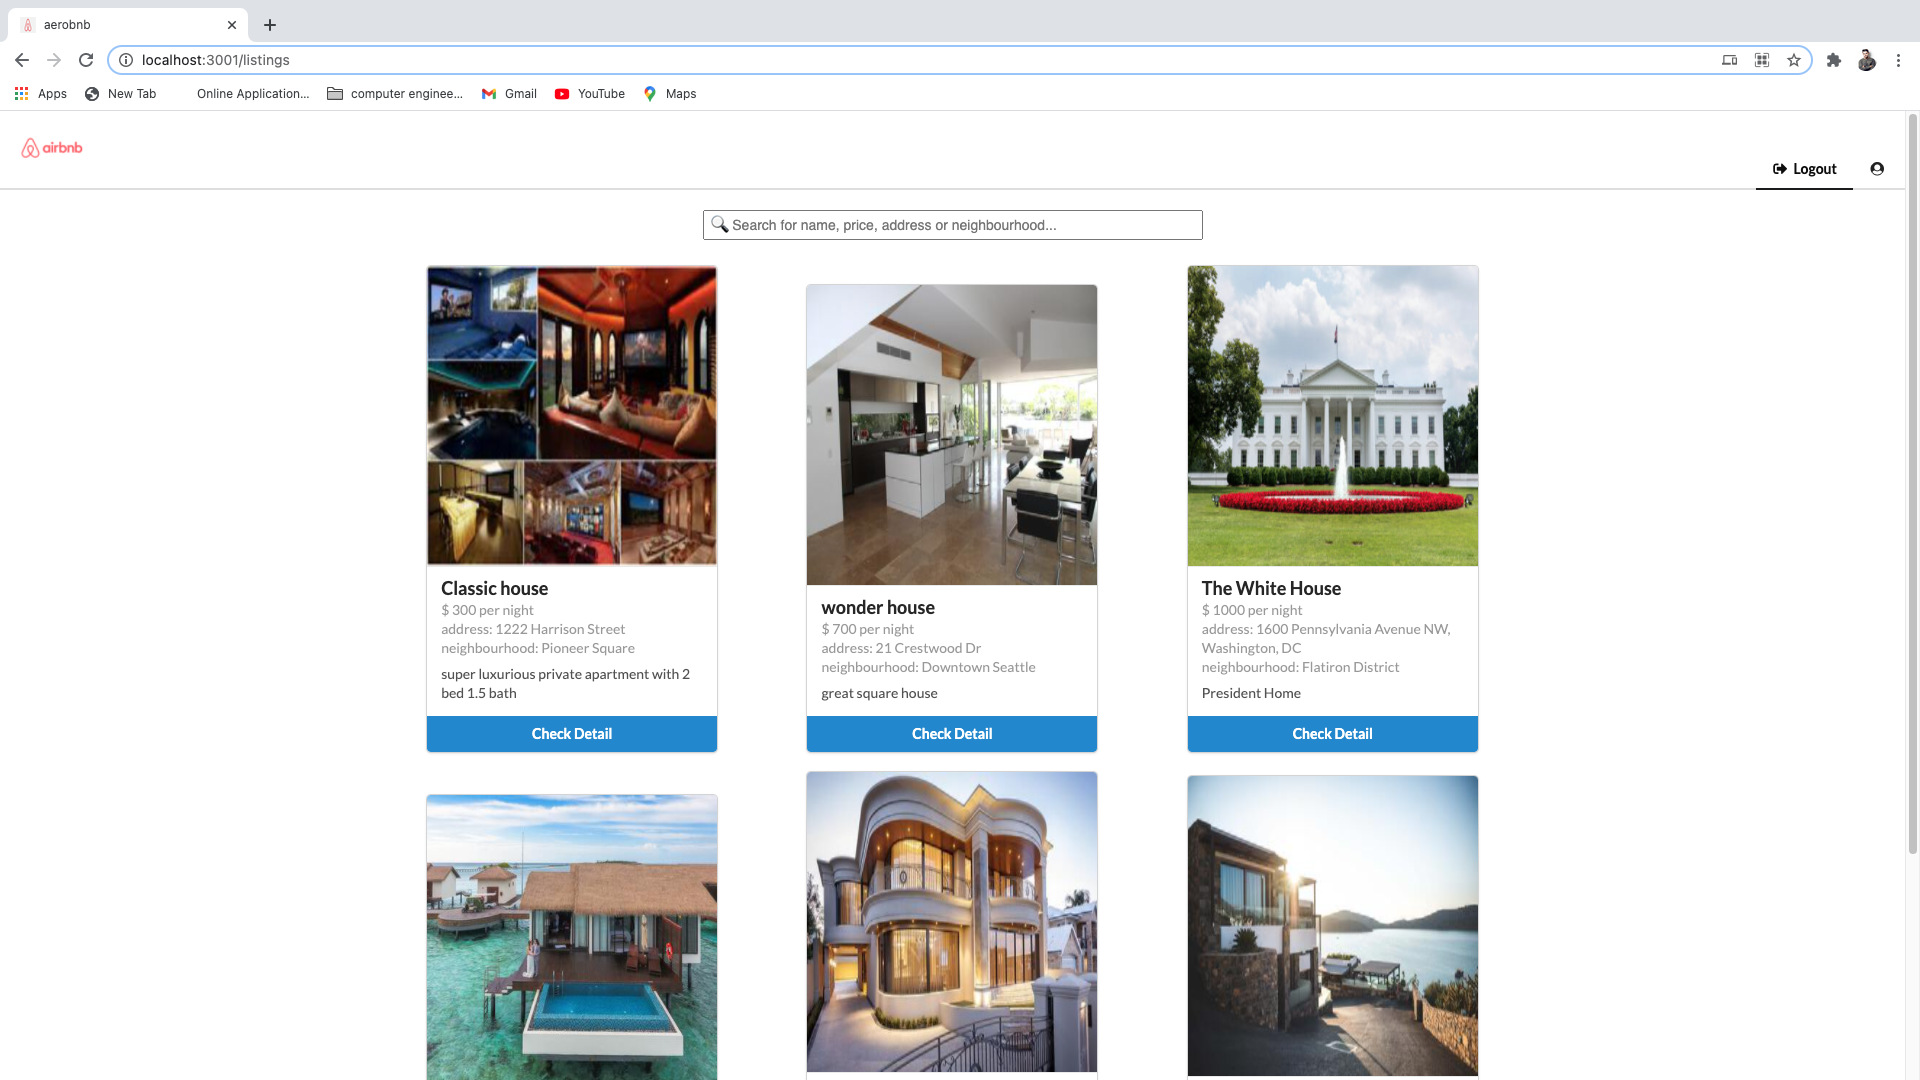 aerobnb
localhost:3001/listings
Apps
New Tab
Online Application...
computer enginee...
Gmail
YouTube
Maps
airbnb
Logout
Search for name, price, address or neighbourhood...
Classic house
$ 300 per night
address: 1222 Harrison Street
neighbourhood: Pioneer Square
super luxurious private apartment with 2
bed 1.5 bath
Check Detail
wonder house
$ 700 per night
address: 21 Crestwood Dr
neighbourhood: Downtown Seattle
great square house
Check Detail
The White House
$ 1000 per night
address: 1600 Pennsylvania Avenue NW,
Washington, DC
neighbourhood: Flatiron District
President Home
Check Detail